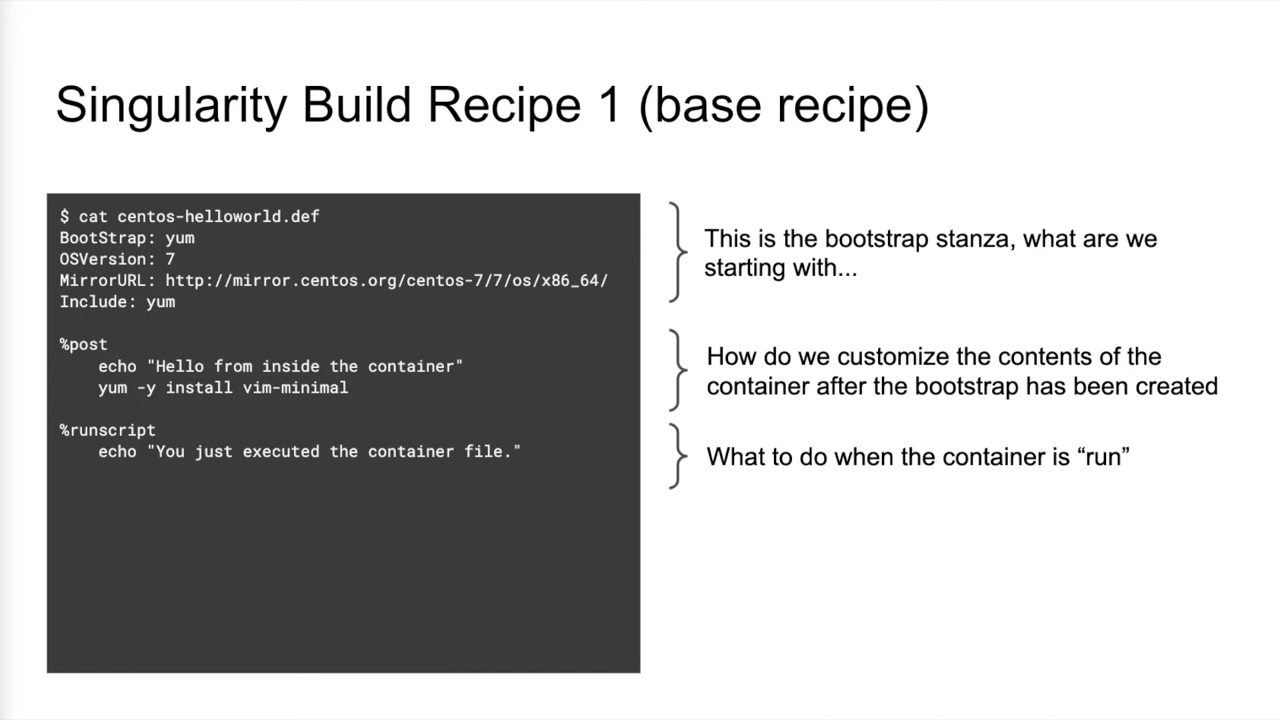 Singularity Build Recipe 1 (base recipe)
$ cat centos-helloworld.def
BootStrap: yum
OSVersion: 7
MirrorURL: http://mirror.centos.org/centos-7/7/os/x86_64/
Include: yum
%post
echo "Hello from inside the container"
yum -y install vim-minimal
%runscript
echo "You just executed the container file."
This is the bootstrap stanza, what are we
starting with...
How do we customize the contents of the
container after the bootstrap has been created
What to do when the container is “run”